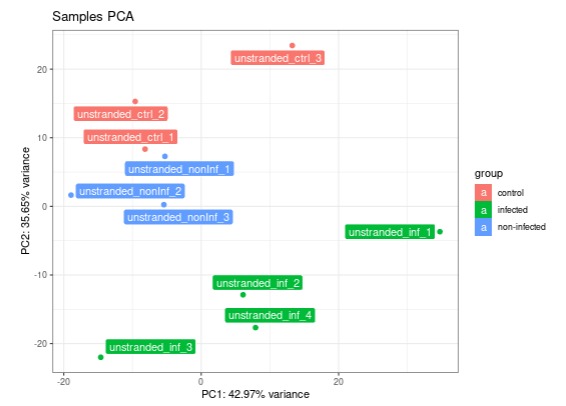 Samples PCA
unstranded_ctrl_3
unstranded_ctrl_2
unstranded_ctrl_1
unstranded_nonInf_1
unstranded_nonInf_2
unstranded_nonInf_3
unstranded_inf_1
unstranded_inf_2
unstranded_inf_4
unstranded_inf_3
20
10
0
-10
-20
PC2: 35.65% variance
-20
0
20
PC1: 42.97% variance
group
a control
a infected
a non-infected